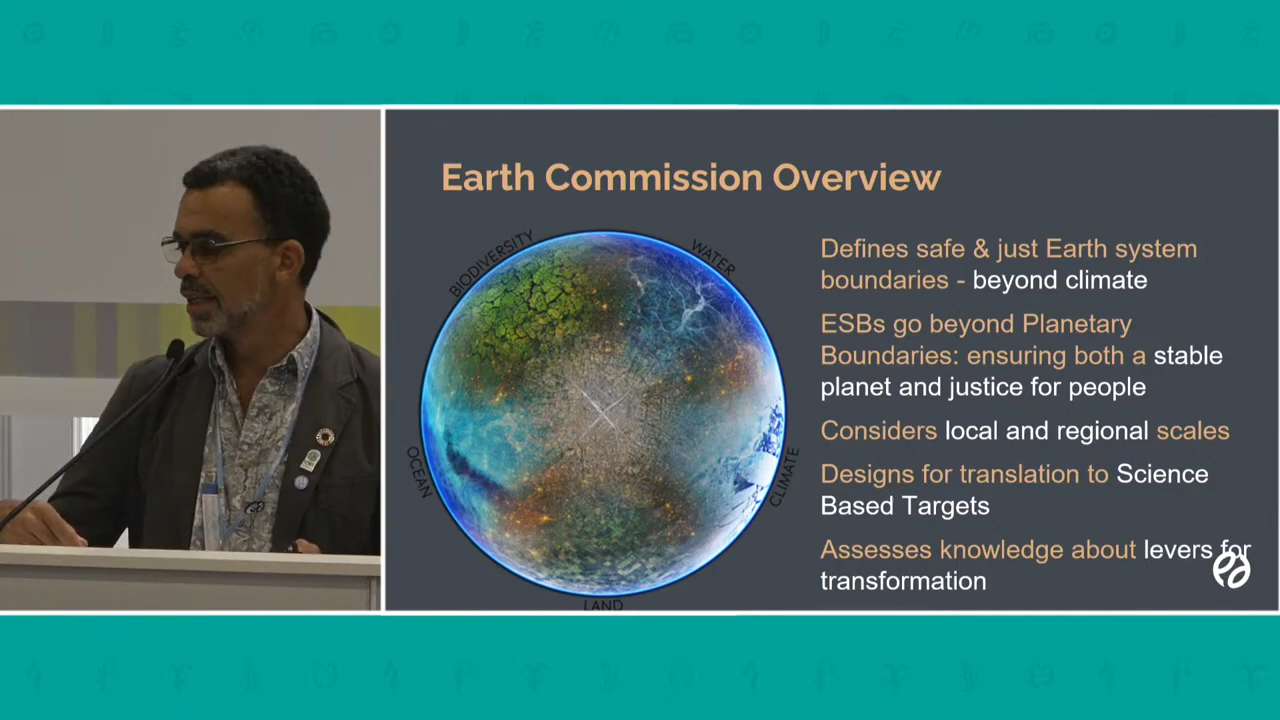 Earth Commission Overview
BIODIVERSITY
WATER
OCEAN
CLIMATE
LAND
Defines safe & just Earth system
boundaries - beyond climate
ESBs go beyond Planetary
Boundaries: ensuring both a stable
planet and justice for people
Considers local and regional scales
Designs for translation to Science
Based Targets
Assesses knowledge about levers for
transformation